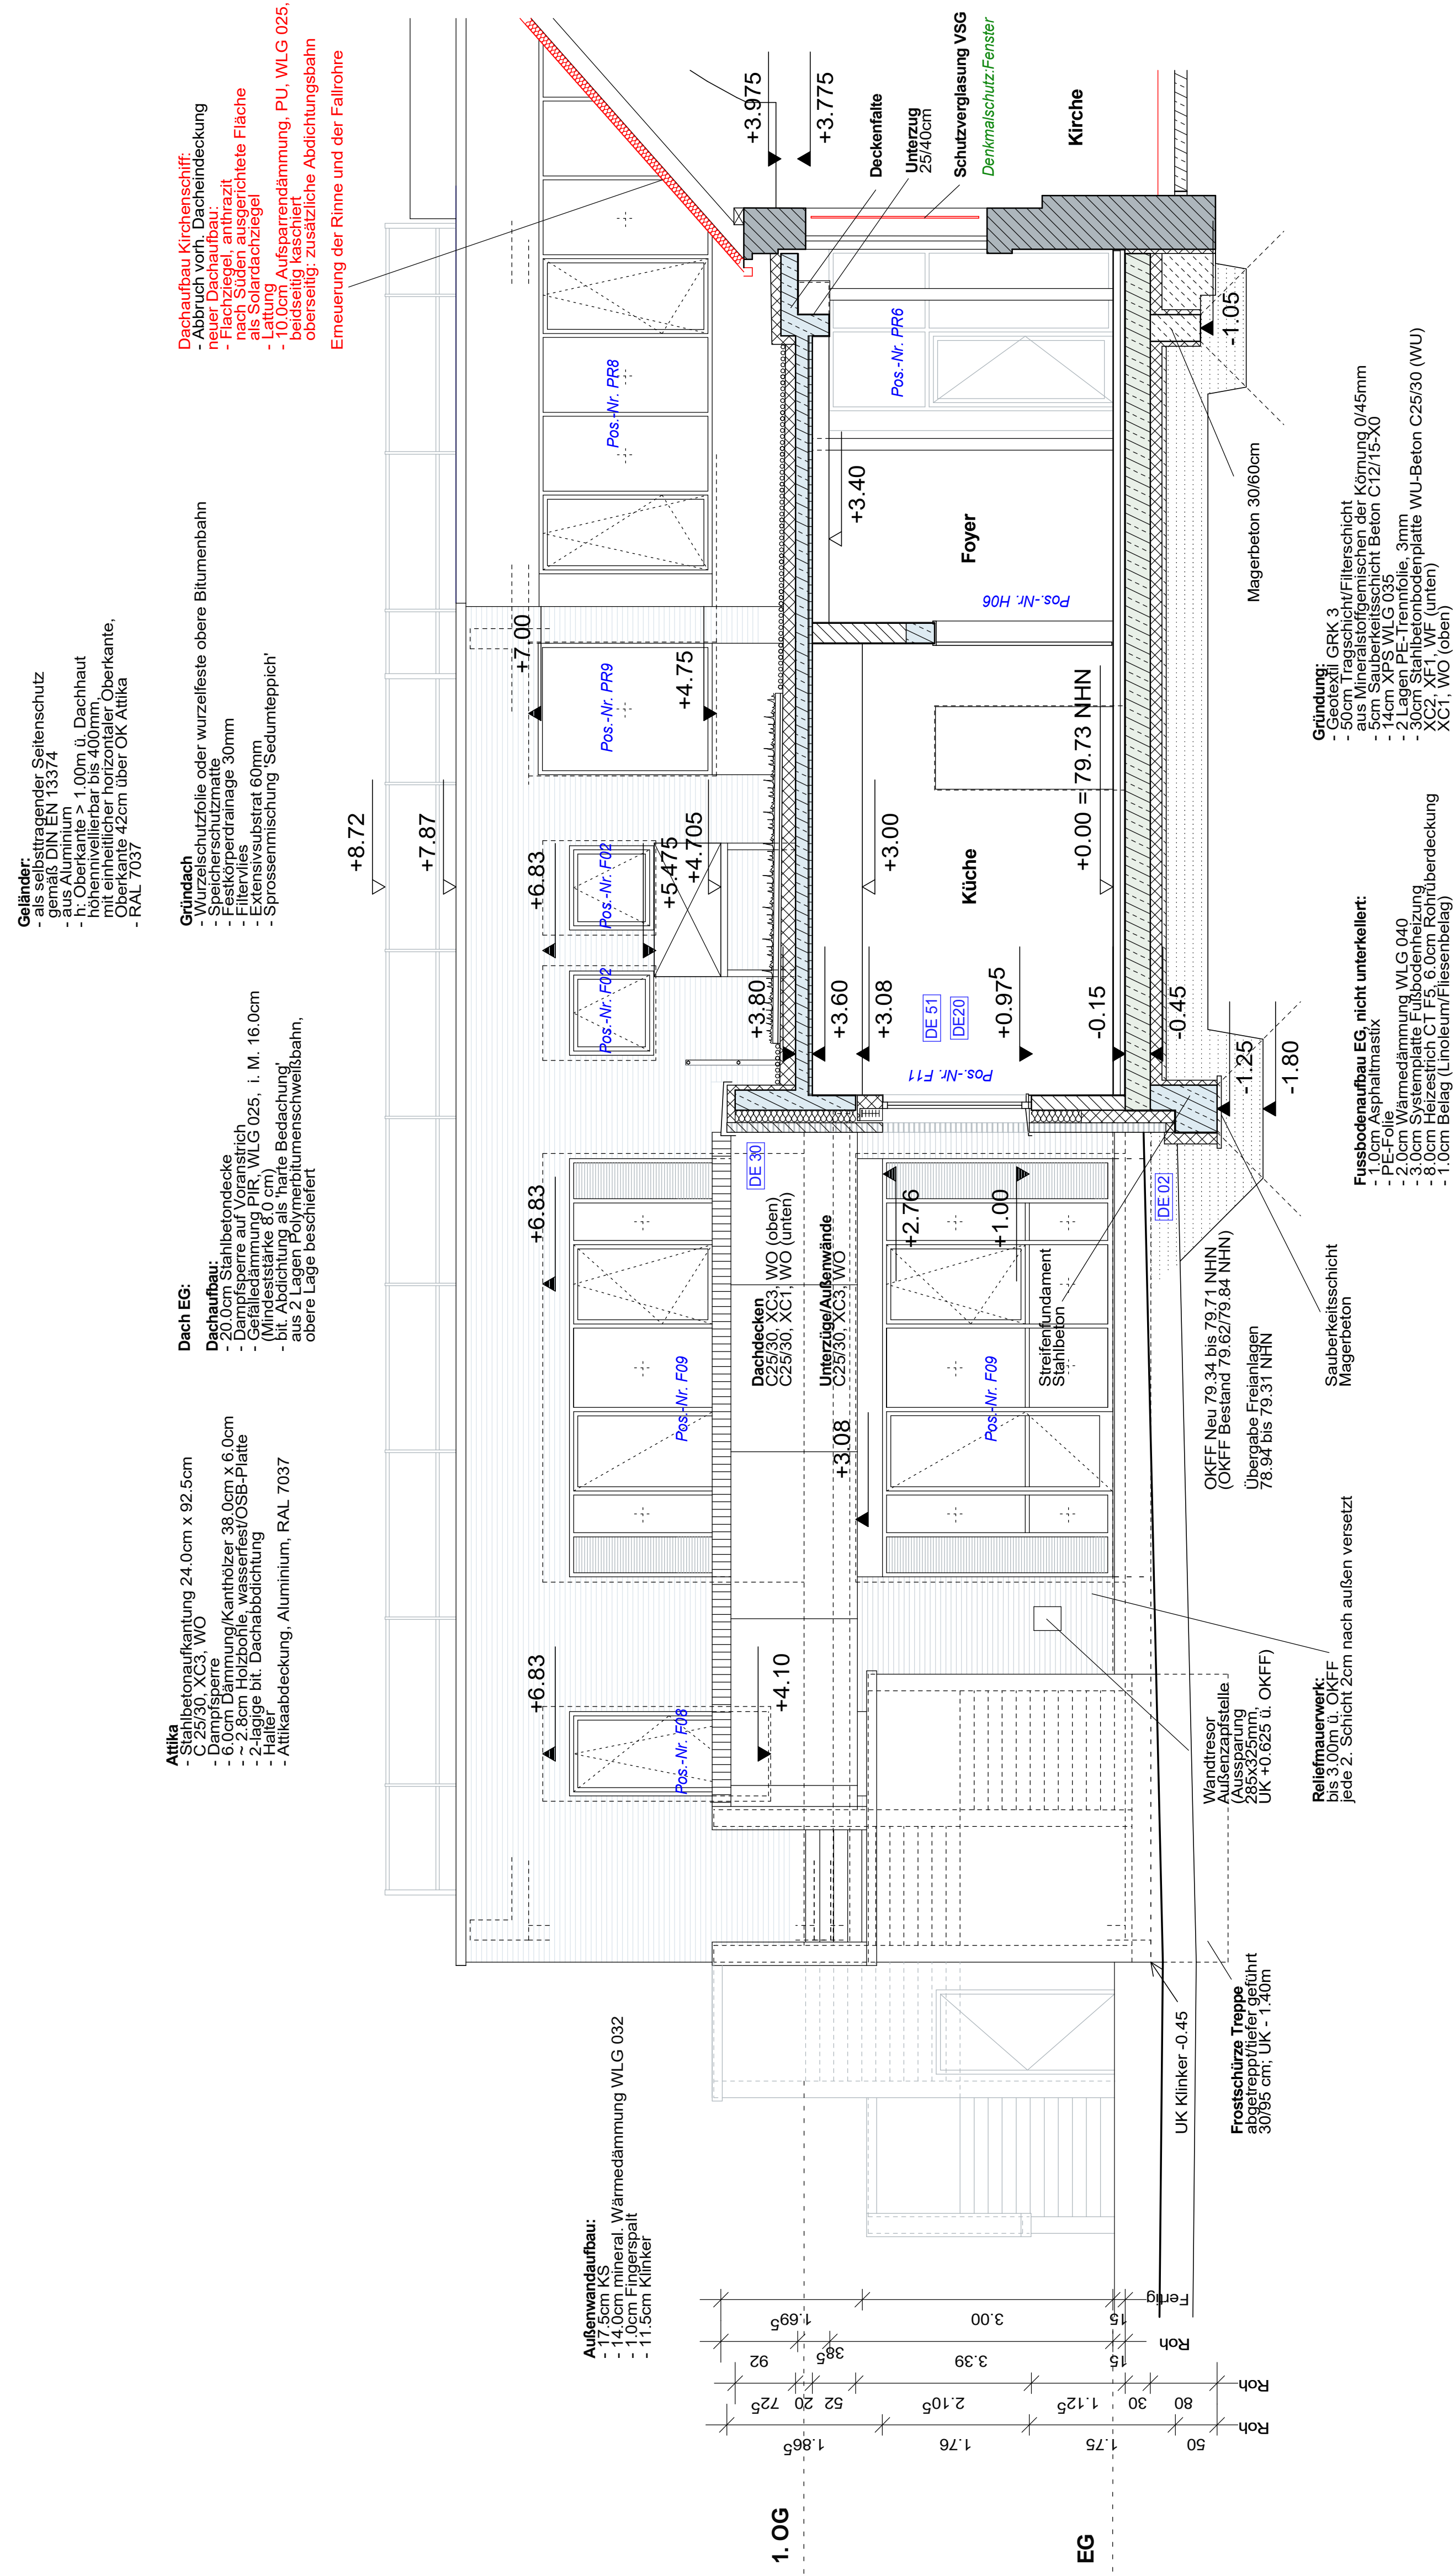 Geländer:
- als selbsttragender Seitenschutz
gemäß DIN EN 13374
- aus Aluminium
- h: Oberkante > 1.00m ü. Dachhaut
höhennivellierbar bis 400mm,
mit einheitlicher horizontaler Oberkante,
Oberkante 42cm über OK Attika
- RAL 7037
Dachaufbau Kirchenschiff:
- Abbruch vorh. Dacheindeckung
neuer Dachaufbau:
- Flachziegel, anthrazit
nach Süden ausgerichtete Fläche
als Solardachziegel
- Lattung
- 10.0cm Aufsparrendämmung, PU, WLG 025,
beidseitig kaschiert
oberseitig: zusätzliche Abdichtungsbahn
Erneuerung der Rinne und der Fallrohre
Gründach
- Wurzelschutzfolie oder wurzelfeste obere Bitumenbahn
- Speicherschutzmatte
- Festkörperdrainage 30mm
- Filtervlies
- Extensivsubstrat 60mm
- Sprossenmischung 'Sedumteppich'
Dach EG:
Dachaufbau:
- 20.0cm Stahlbetondecke
- Dampfsperre auf Voranstrich
- Gefälledämmung PIR, WLG 025, i. M. 16.0cm
(Mindeststärke 8.0 cm)
- bit. Abdichtung als 'harte Bedachung'
aus 2 Lagen Polymerbitumenschweißbahn,
obere Lage beschiefert
Attika
- Stahlbetonaufkantung 24.0cm x 92.5cm
C 25/30, XC3, WO
- Dampfsperre
- 6.0cm Dämmung/Kanthölzer 38.0cm x 6.0cm
- ~ 2.8cm Holzbohle, wasserfest/OSB-Platte
- 2-lagige bit. Dachabbdichtung
- Halter
- Attikaabdeckung, Aluminium, RAL 7037
Außenwandaufbau:
- 17.5cm KS
- 14.0cm mineral. Wärmedämmung WLG 032
- 1.0cm Fingerspalt
- 11.5cm Klinker
+8.72
+7.87
+7.00
+4.75
+6.83
+5.475
+4.705
+6.83
+6.83
+4.10
Pos.-Nr. PR8
Pos.-Nr. PR9
Pos.-Nr. F02
Pos.-Nr. F02
Pos.-Nr. F09
Pos.-Nr. F08
+3.975
+3.775
Deckenfalte
Unterzug
25/40cm
Schutzverglasung VSG
Denkmalschutz:Fenster
Kirche
Pos.-Nr. PR6
+3.40
Foyer
Pos.-Nr. H06
+3.00
Küche
+0.00 = 79.73 NHN
+3.80
+3.60
+3.08
DE 51
DE20
+0.975
Pos.-Nr. F11
-0.15
-0.45
-1.05
-1.25
-1.80
DE 30
DE 02
Dachdecken
C25/30, XC3, WO (oben)
C25/30, XC1, WO (unten)
Unterzüge/Außenwände
C25/30, XC3, WO
+2.76
+1.00
+3.08
Pos.-Nr. F09
Streifenfundament
Stahlbeton
OKFF Neu 79.34 bis 79.71 NHN
(OKFF Bestand 79.62/79.84 NHN)
Übergabe Freianlagen
78.94 bis 79.31 NHN
Sauberkeitsschicht
Magerbeton
Magerbeton 30/60cm
Gründung:
- Geotextil GRK 3
- 50cm Tragschicht/Filterschicht
aus Mineralstoffgemischen der Körnung 0/45mm
- 5cm Sauberkeitsschicht Beton C12/15-X0
- 14cm XPS WLG 035
- 2 Lagen PE-Trennfolie, 3mm
- 30cm Stahlbetonbodenplatte WU-Beton C25/30 (WU)
XC2, XF1, WF (unten)
XC1, WO (oben)
Fussbodenaufbau EG, nicht unterkellert:
- 1.0cm Asphaltmastix
- PE-Folie
- 2.0cm Wärmedämmung WLG 040
- 3.0cm Systemplatte Fußbodenheizung
- 8.0cm Heizestrich CT F5, 6.0cm Rohrüberdeckung
- 1.0cm Belag (Linoleum/Fliesenbelag)
Wandtresor
Außenzapfstelle
(Aussparung
285x325mm,
UK +0.625 ü. OKFF)
Reliefmauerwerk:
bis 3.00m ü. OKFF
jede 2. Schicht 2cm nach außen versetzt
UK Klinker -0.45
Frostschürze Treppe
abgetreppt/tiefer geführt
30/95 cm; UK - 1.40m
1.695
3.00
15
Fertig
385
15
Roh
92
3.39
Roh
725
20
52
2.105
1.125
30
80
Roh
1.865
1.76
1.75
50
1. OG
EG